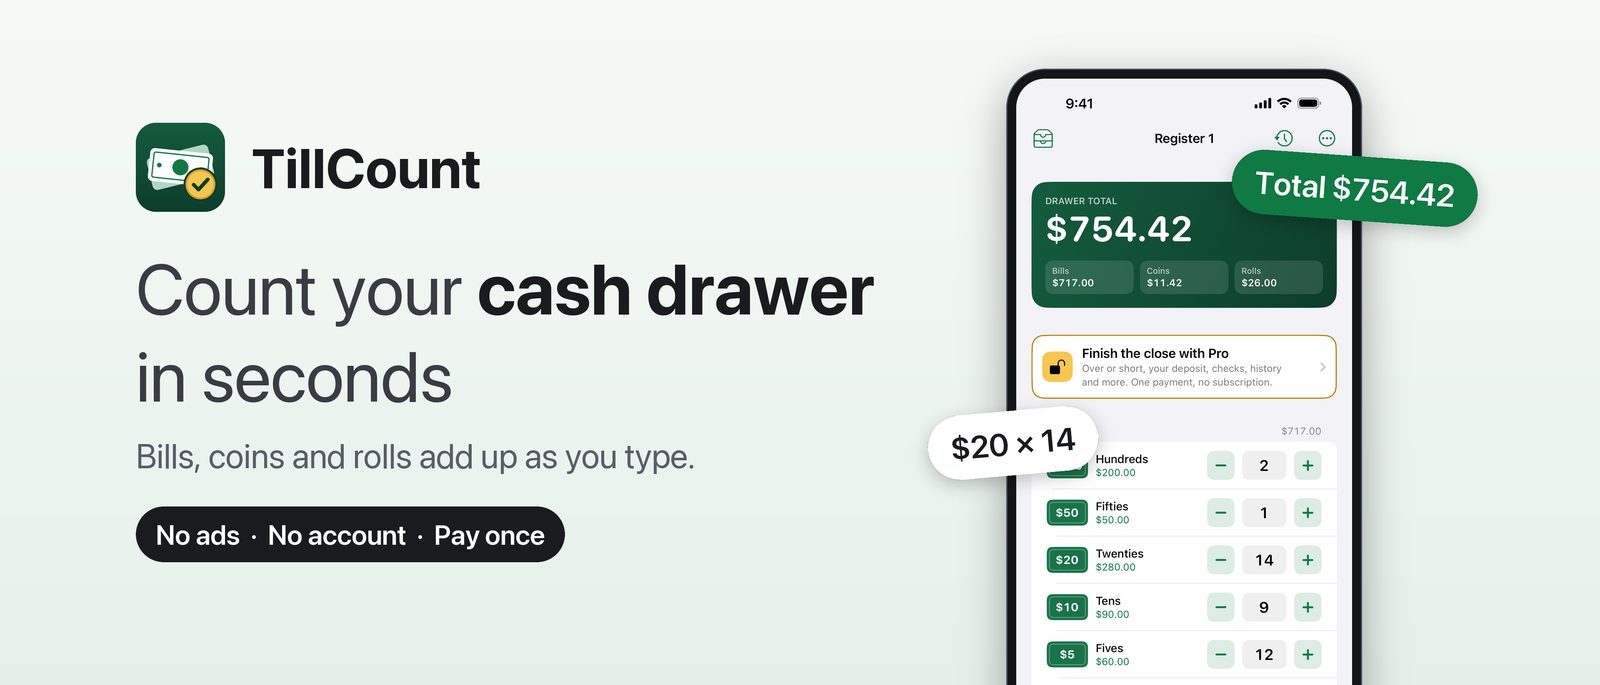 TillCount
Count your cash drawer
in seconds
Bills, coins and rolls add up as you type.
No ads · No account · Pay once
9:41
Register 1
Total $754.42
DRAWER TOTAL
$754.42
Bills
$717.00
Coins
$11.42
Rolls
$26.00
Finish the close with Pro
Over or short, your deposit, checks, history
and more. One payment, no subscription.
$717.00
$20 × 14
Hundreds
$200.00
− 2 +
$50
Fifties
$50.00
− 1 +
$20
Twenties
$280.00
− 14 +
$10
Tens
$90.00
− 9 +
$5
Fives
$60.00
− 12 +